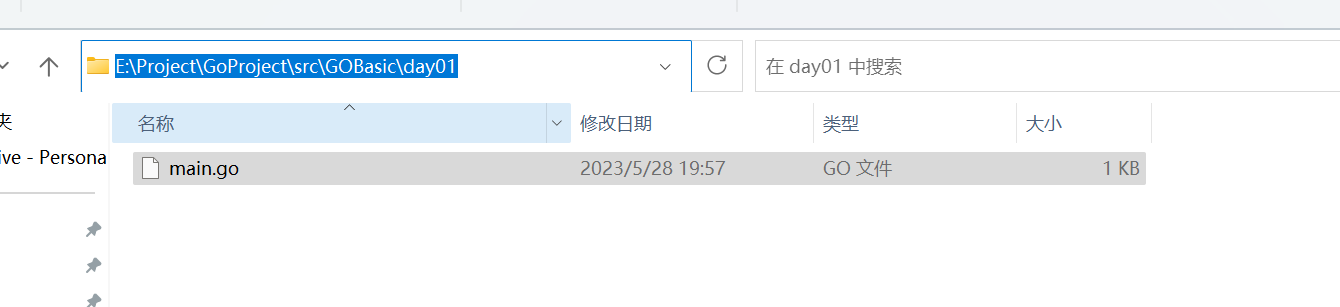 E:\Project\GoProject\src\GOBasic\day01
在 day01 中搜索
夹
名称
修改日期
类型
大小
ive - Persona
main.go
2023/5/28 19:57
GO 文件
1 KB